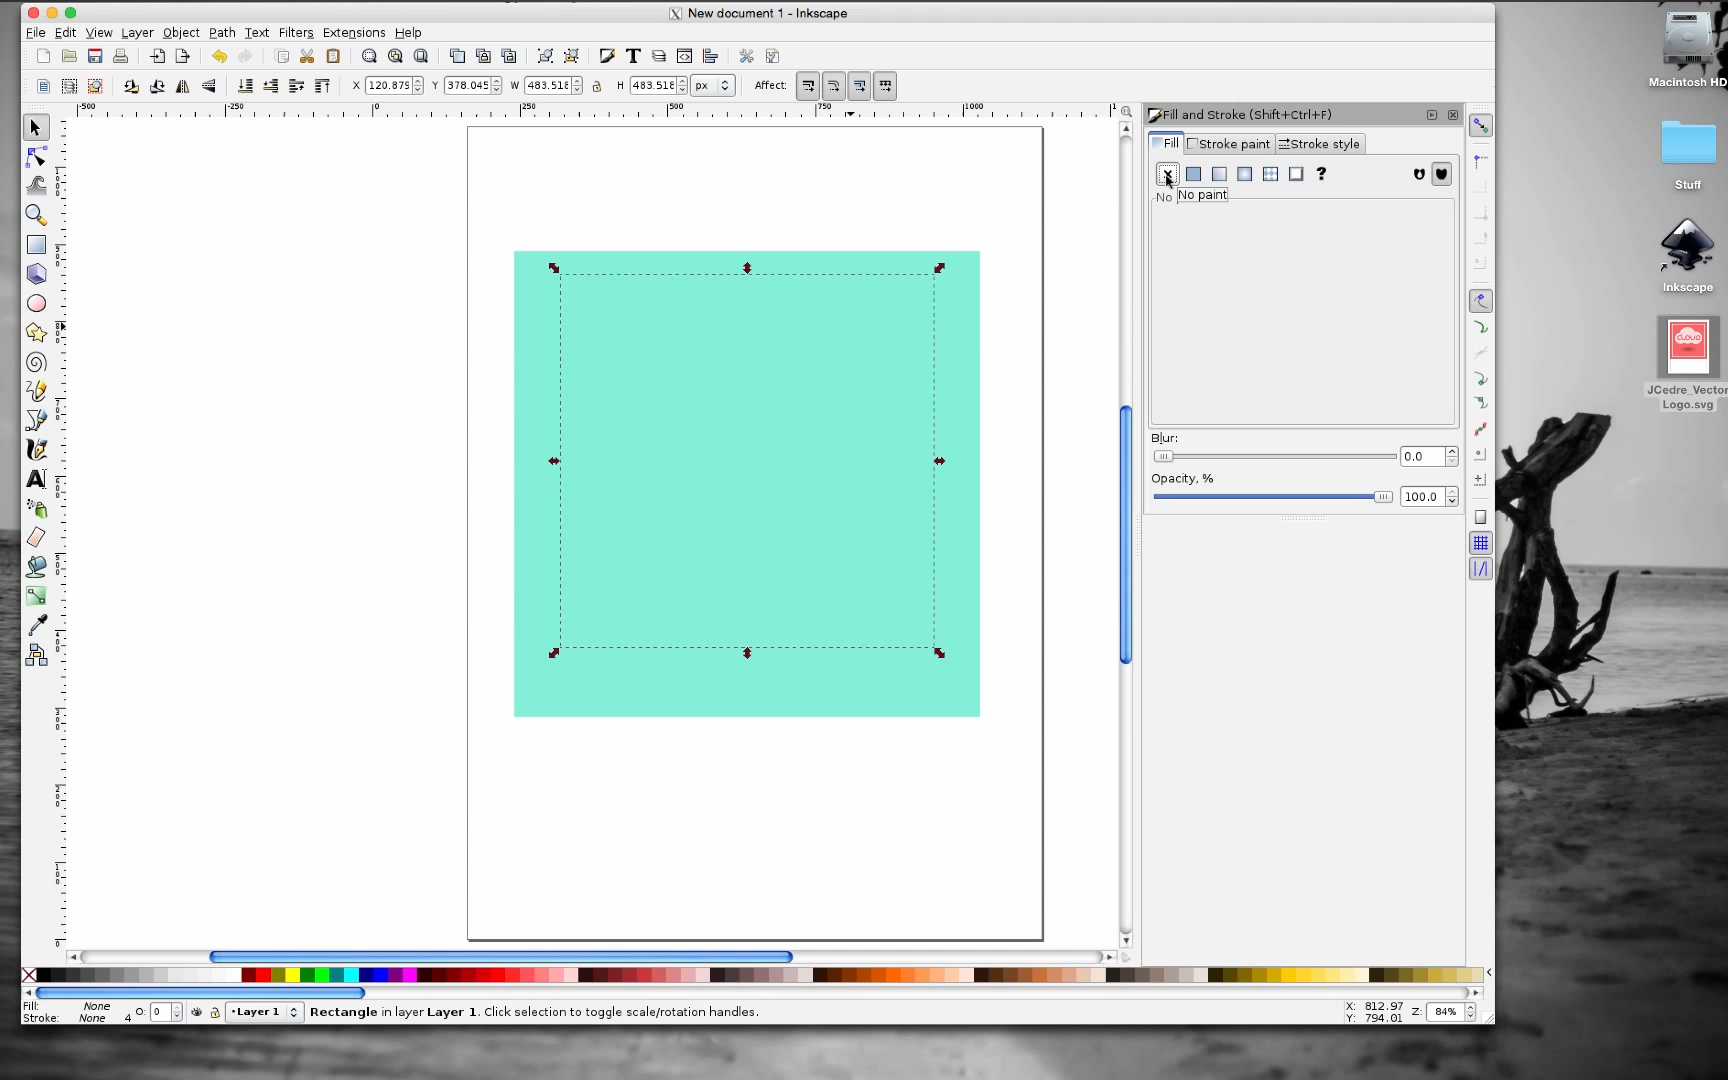 New document 1 - Inkscape
File Edit View Layer Object Path Text Filters Extensions Help
X 120.879 Y 378.045 W 483.518 H 483.518 px Affect:
-500 -250 0 250 500 750 1000 1
Fill and Stroke (Shift+Ctrl+F)
Fill Stroke paint Stroke style
?
No
No paint
Blur:
0.0
Opacity, %
100.0
Macintosh HD
Stuff
Inkscape
CLOUD
JCedre_Vector
Logo.svg
Fill: None
Stroke: None 4 O: 0 •Layer 1 Rectangle in layer Layer 1. Click selection to toggle scale/rotation handles.
X: 812.97
Y: 794.01
Z: 84%